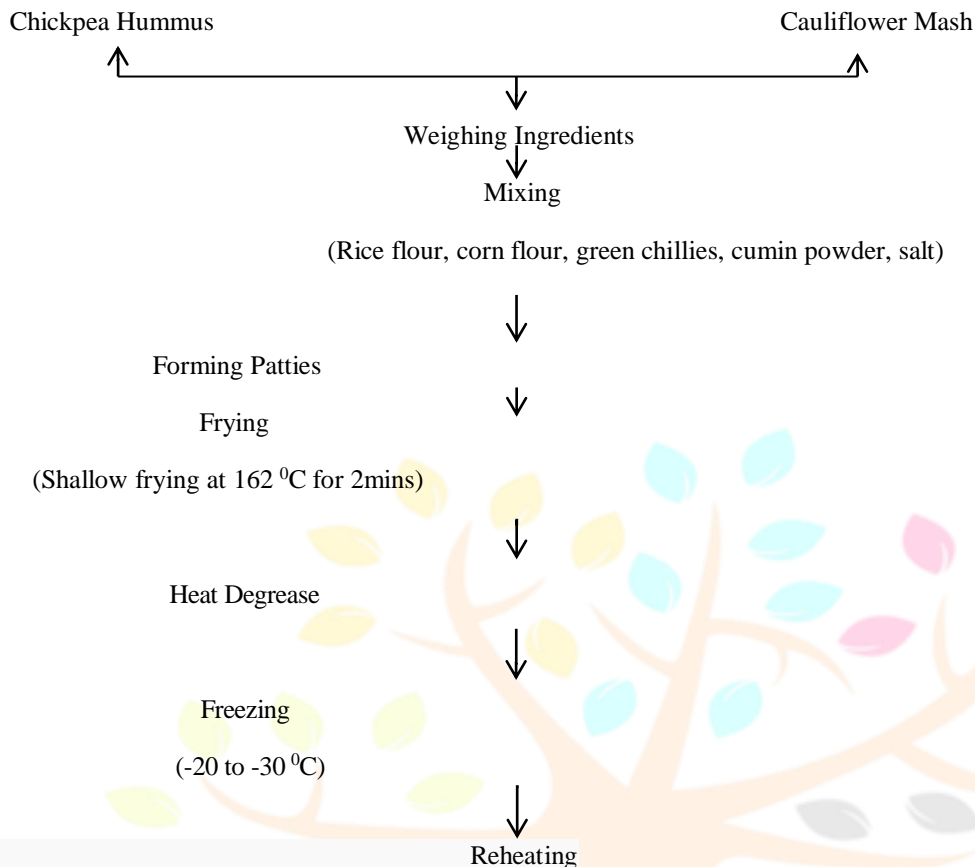 Chickpea Hummus Cauliflower Mash
Weighing Ingredients
Mixing
(Rice flour, corn flour, green chillies, cumin powder, salt)
Forming Patties
Frying
(Shallow frying at 162 ⁰C for 2mins)
Heat Degrease
Freezing
(-20 to -30 ⁰C)
Reheating